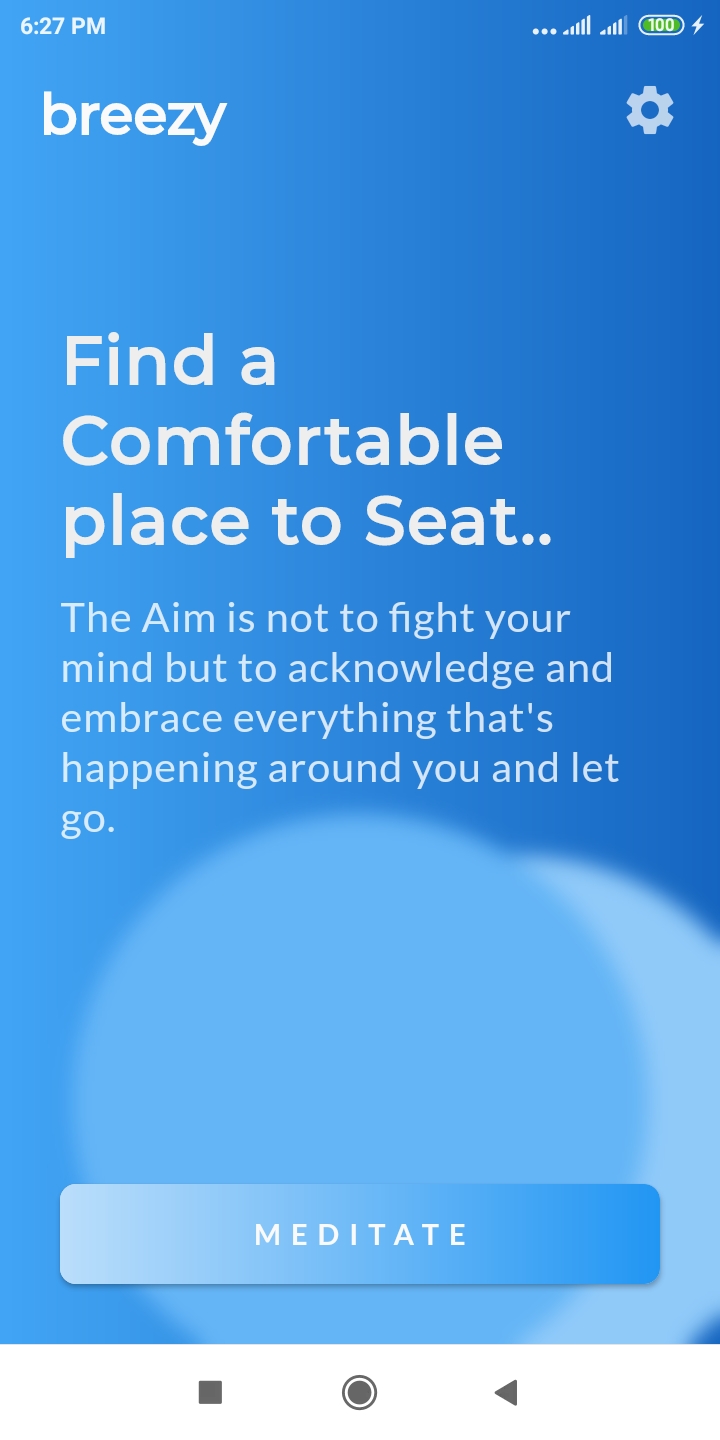 6:27 PM
100
breezy
Find a
Comfortable
place to Seat..
The Aim is not to fight your
mind but to acknowledge and
embrace everything that's
happening around you and let
go.
MEDITATE